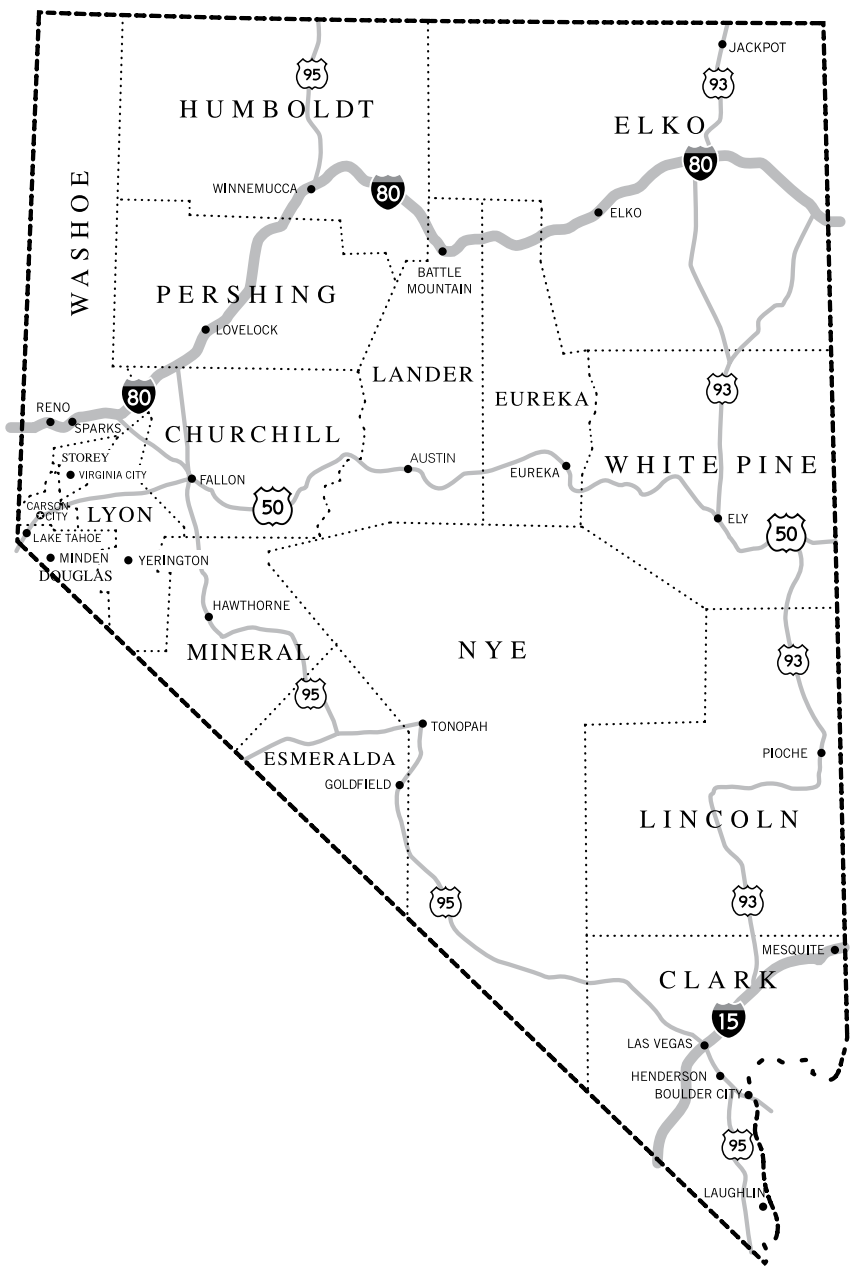 JACKPOT
95
93
HUMBOLDT
ELKO
80
WASHOE
WINNEMUCCA
80
ELKO
BATTLE
MOUNTAIN
PERSHING
LOVELOCK
LANDER
80
93
EUREKA
RENO
SPARKS
CHURCHILL
STOREY
AUSTIN
EUREKA
WHITE PINE
VIRGINIA CITY
FALLON
50
CARSON
CITY
LYON
ELY
50
LAKE TAHOE
MINDEN
YERINGTON
DOUGLAS
HAWTHORNE
MINERAL
NYE
93
95
TONOPAH
PIOCHE
ESMERALDA
GOLDFIELD
LINCOLN
95
93
MESQUITE
CLARK
15
LAS VEGAS
HENDERSON
BOULDER CITY
95
LAUGHLIN